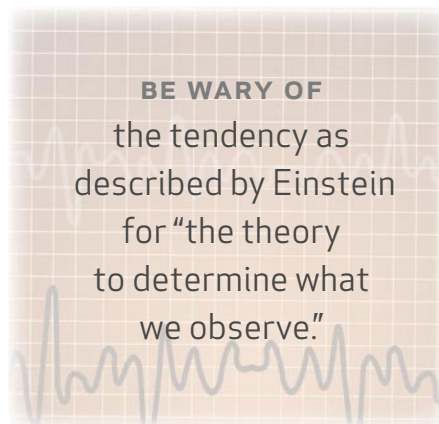 BE WARY OF
the tendency as
described by Einstein
for “the theory
to determine what
we observe.”